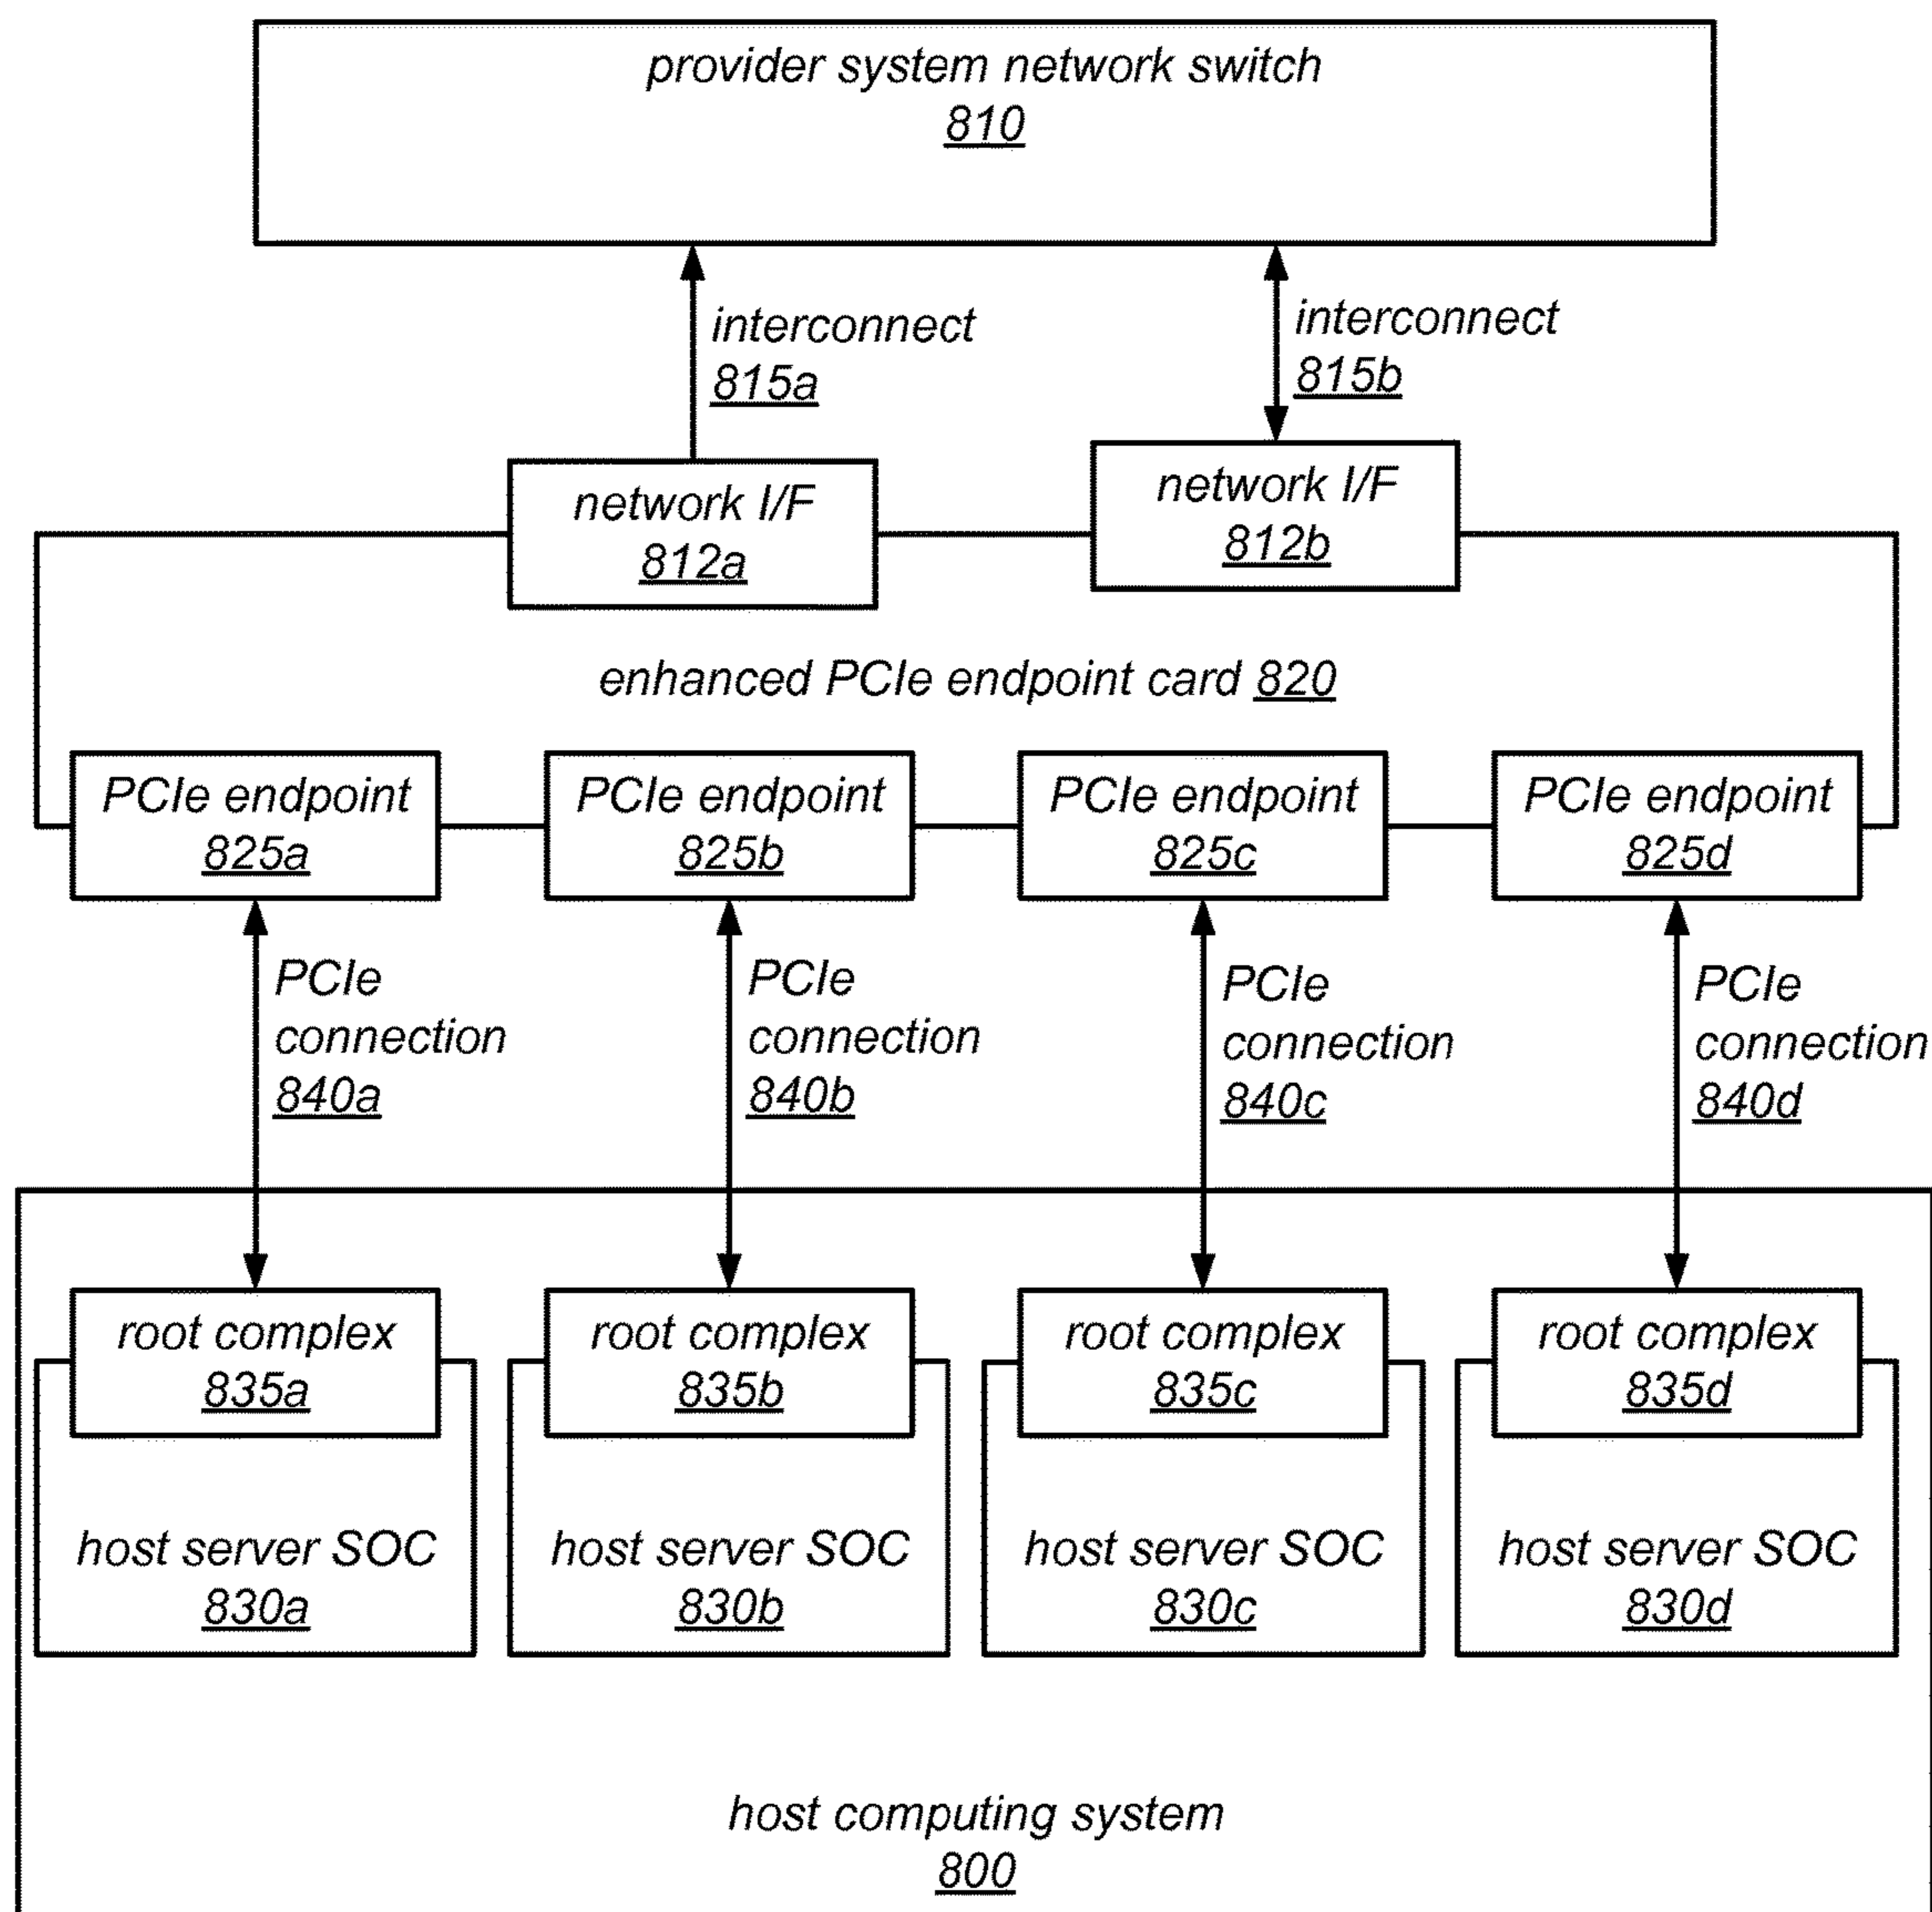 provider system network switch
810
interconnect
815a
interconnect
815b
network I/F
812a
network I/F
812b
enhanced PCIe endpoint card 820
PCIe endpoint
825a
PCIe endpoint
825b
PCIe endpoint
825c
PCIe endpoint
825d
PCIe
connection
840a
PCIe
connection
840b
PCIe
connection
840c
PCIe
connection
840d
root complex
835a
root complex
835b
root complex
835c
root complex
835d
host server SOC
830a
host server SOC
830b
host server SOC
830c
host server SOC
830d
host computing system
800